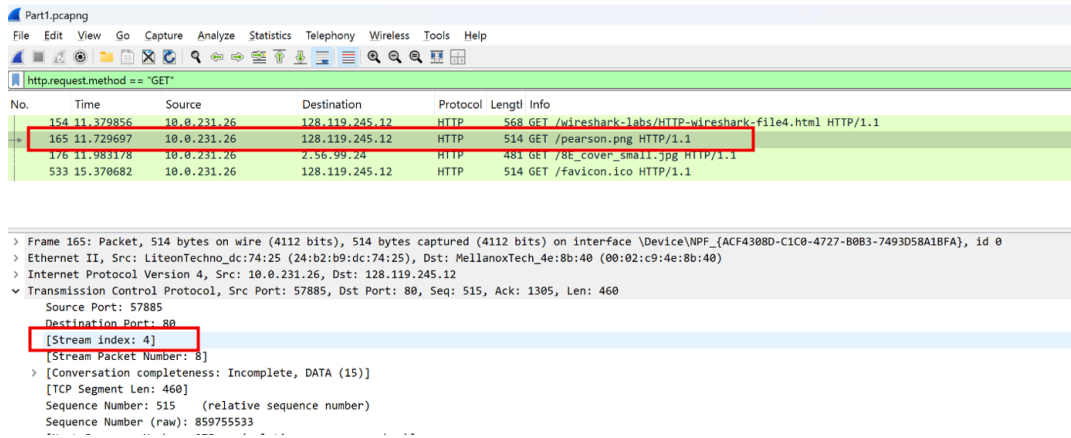 Part1.pcapng
File Edit View Go Capture Analyze Statistics Telephony Wireless Tools Help
http.request.method == "GET"
No. Time Source Destination Protocol Lengtl Info
154 11.379856 10.0.231.26 128.119.245.12 HTTP 568 GET /wireshark-labs/HTTP-wireshark-file4.html HTTP/1.1
165 11.729697 10.0.231.26 128.119.245.12 HTTP 514 GET /pearson.png HTTP/1.1
176 11.983178 10.0.231.26 2.56.99.24 HTTP 481 GET /8E_cover_small.jpg HTTP/1.1
533 15.370682 10.0.231.26 128.119.245.12 HTTP 514 GET /favicon.ico HTTP/1.1
Frame 165: Packet, 514 bytes on wire (4112 bits), 514 bytes captured (4112 bits) on interface \Device\NPF_{ACF4308D-C1C0-4727-B0B3-7493D58A1BFA}, id 0
Ethernet II, Src: LiteonTechno_dc:74:25 (24:b2:b9:dc:74:25), Dst: MellanoxTech_4e:8b:40 (00:02:c9:4e:8b:40)
Internet Protocol Version 4, Src: 10.0.231.26, Dst: 128.119.245.12
Transmission Control Protocol, Src Port: 57885, Dst Port: 80, Seq: 515, Ack: 1305, Len: 460
Source Port: 57885
Destination Port: 80
[Stream index: 4]
[Stream Packet Number: 8]
[Conversation completeness: Incomplete, DATA (15)]
[TCP Segment Len: 460]
Sequence Number: 515 (relative sequence number)
Sequence Number (raw): 859755533